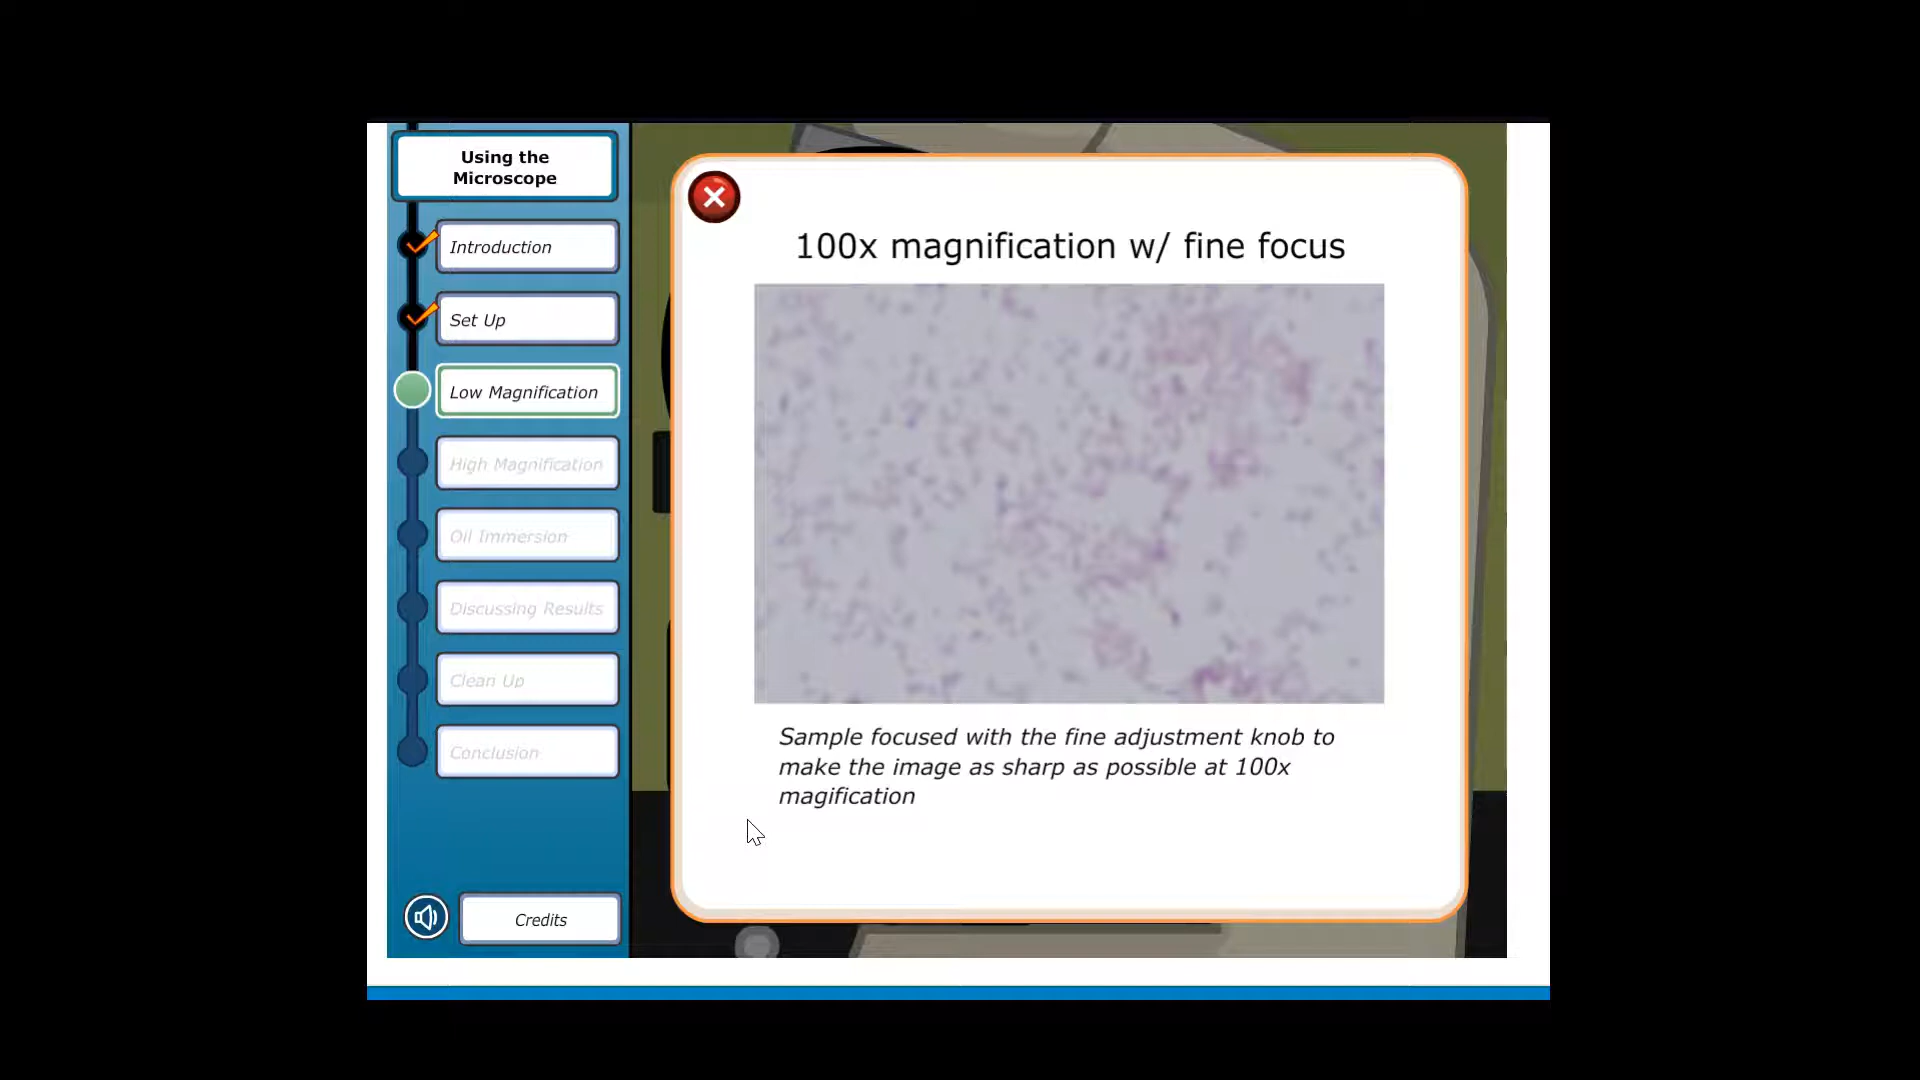 Using the
Microscope
Introduction
Set Up
Low Magnification
High Magnification
Oil Immersion
Discussing Results
Clean Up
Conclusion
Credits
100x magnification w/ fine focus
Sample focused with the fine adjustment knob to
make the image as sharp as possible at 100x
magification